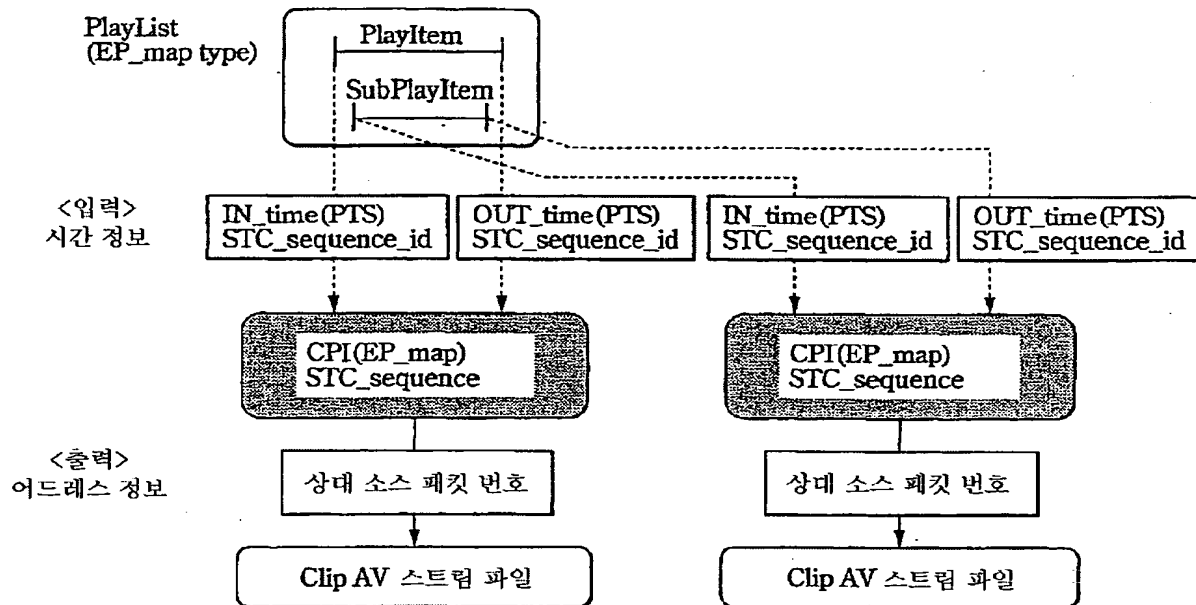 PlayList
(EP_map type)
PlayItem
SubPlayItem
<입력>
시간 정보
IN_time(PTS)
STC_sequence_id
OUT_time(PTS)
STC_sequence_id
IN_time(PTS)
STC_sequence_id
OUT_time(PTS)
STC_sequence_id
CPI(EP_map)
STC_sequence
CPI(EP_map)
STC_sequence
<출력>
어드레스 정보
상대 소스 패킷 번호
상대 소스 패킷 번호
Clip AV 스트림 파일
Clip AV 스트림 파일